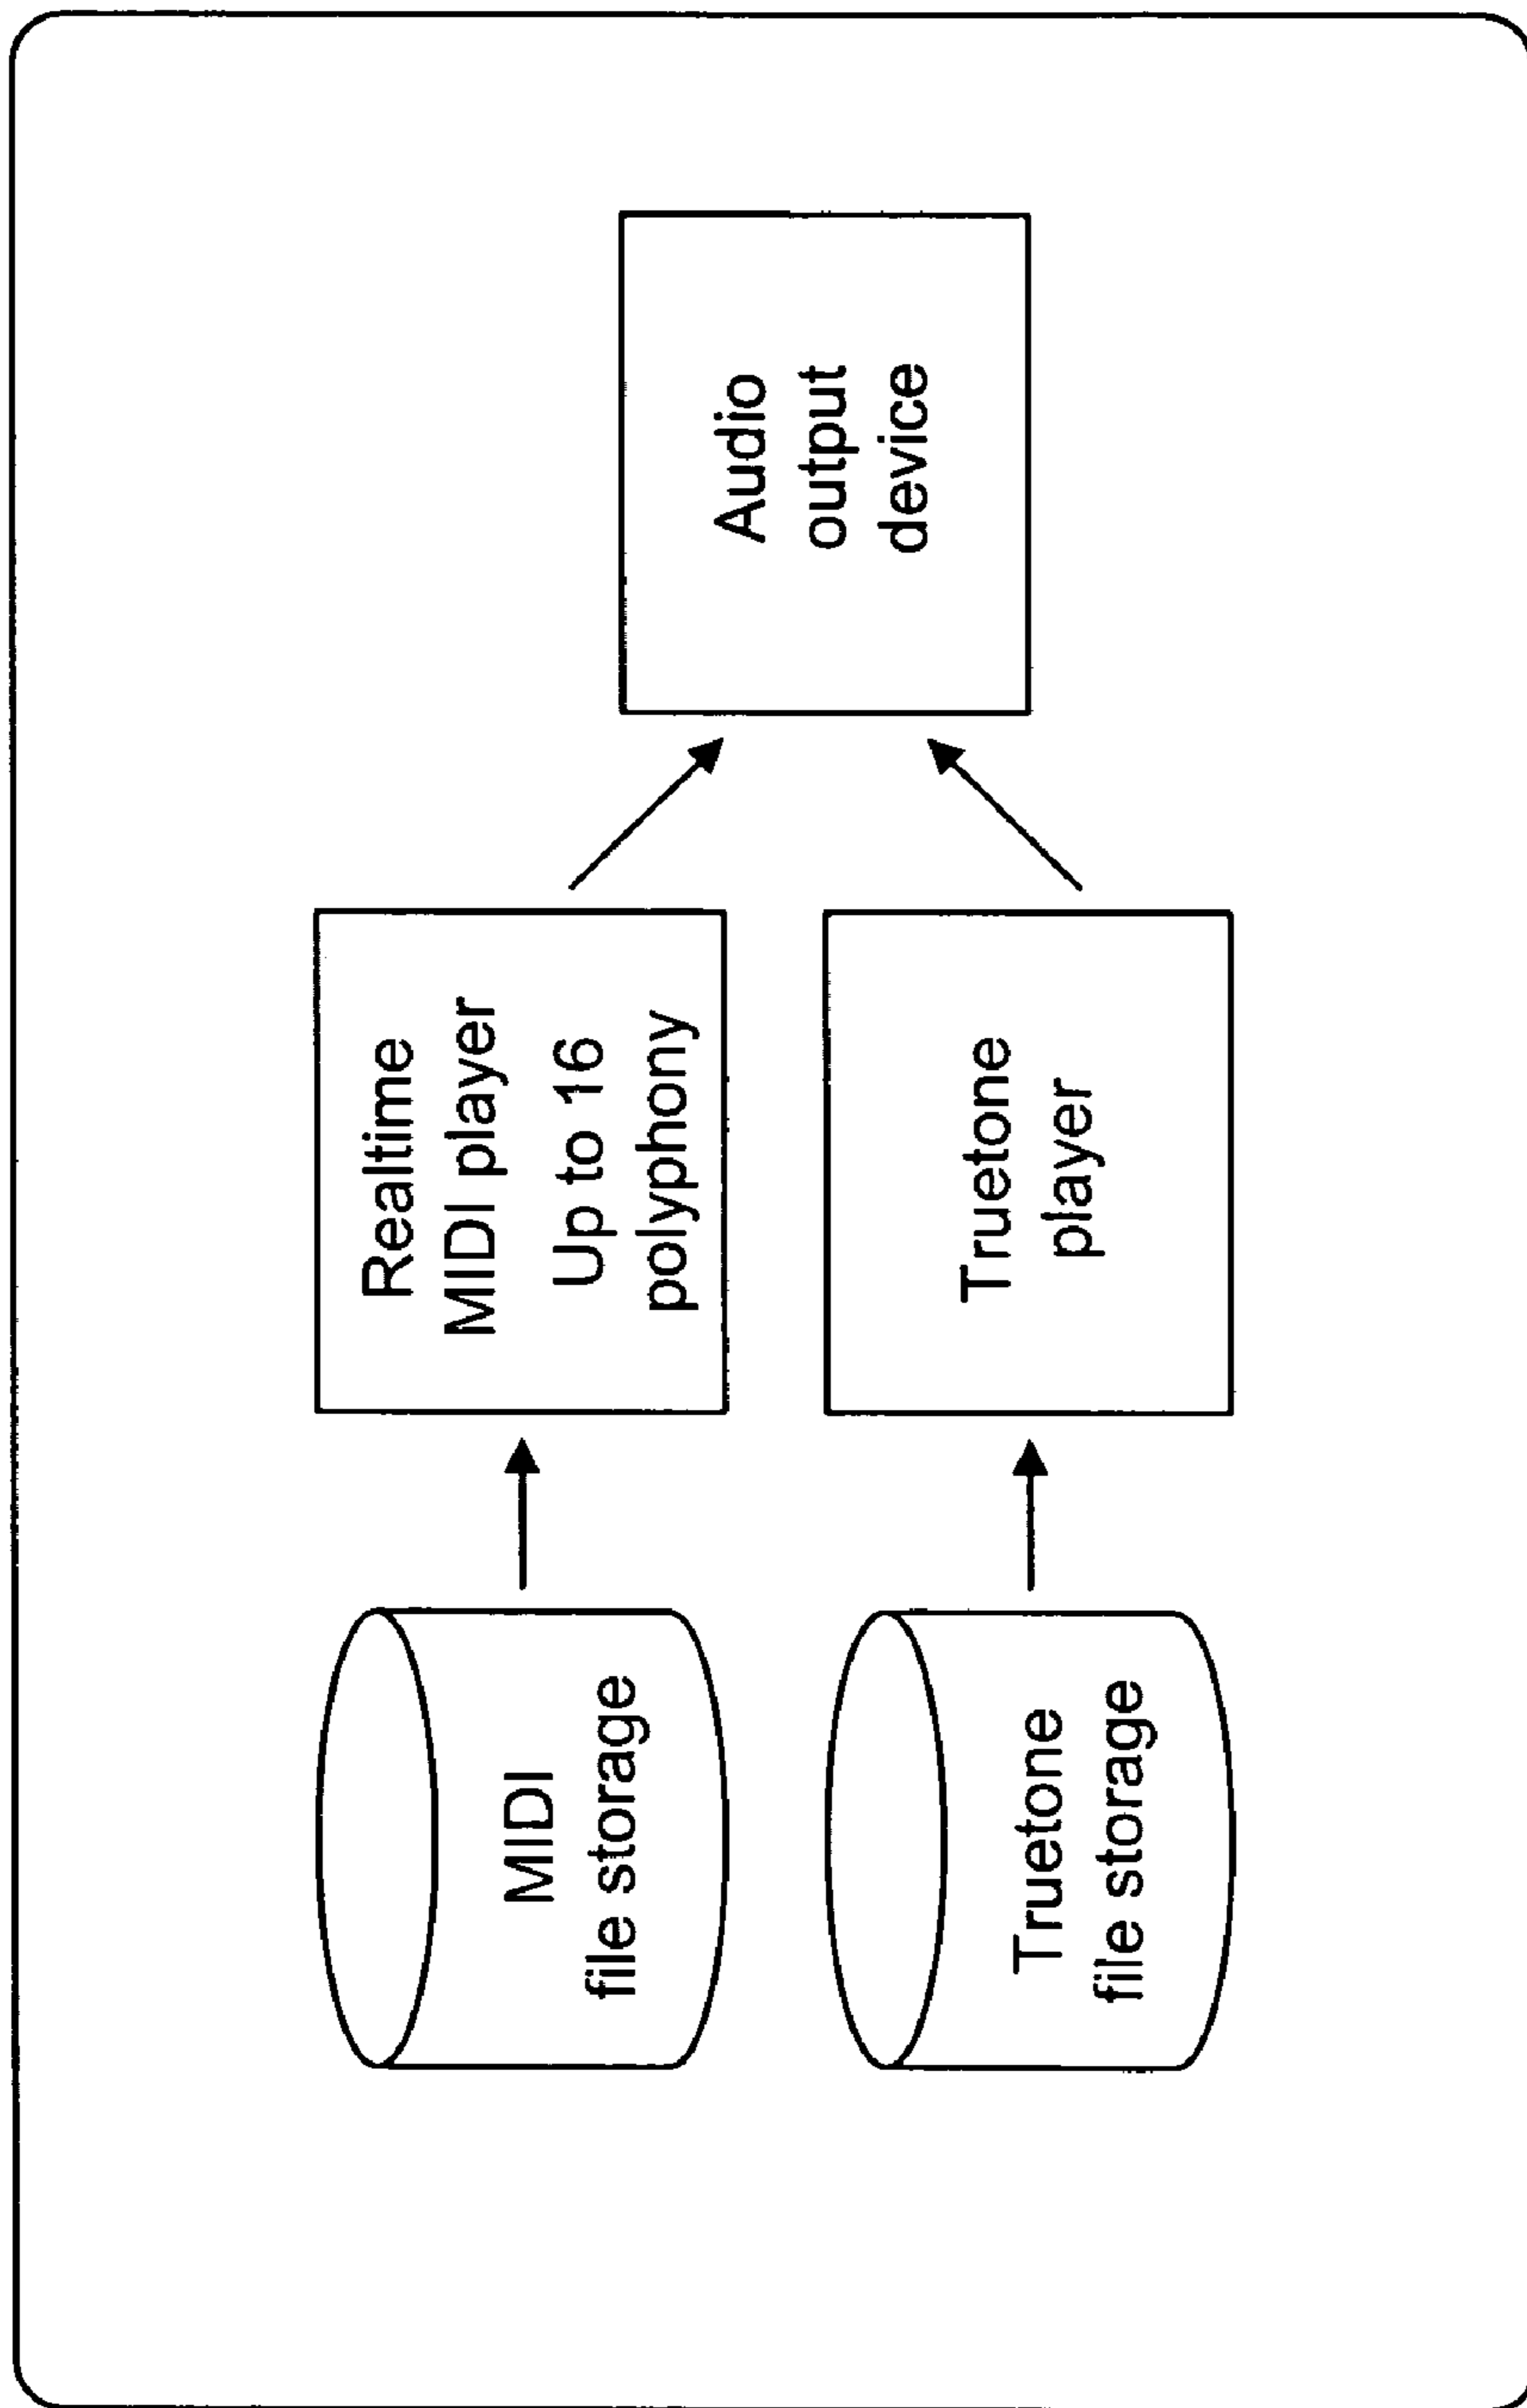 MIDI
file storage
Realtime
MIDI player
Up to 16
polyphony
Truetone
file storage
Truetone
player
Audio
output
device